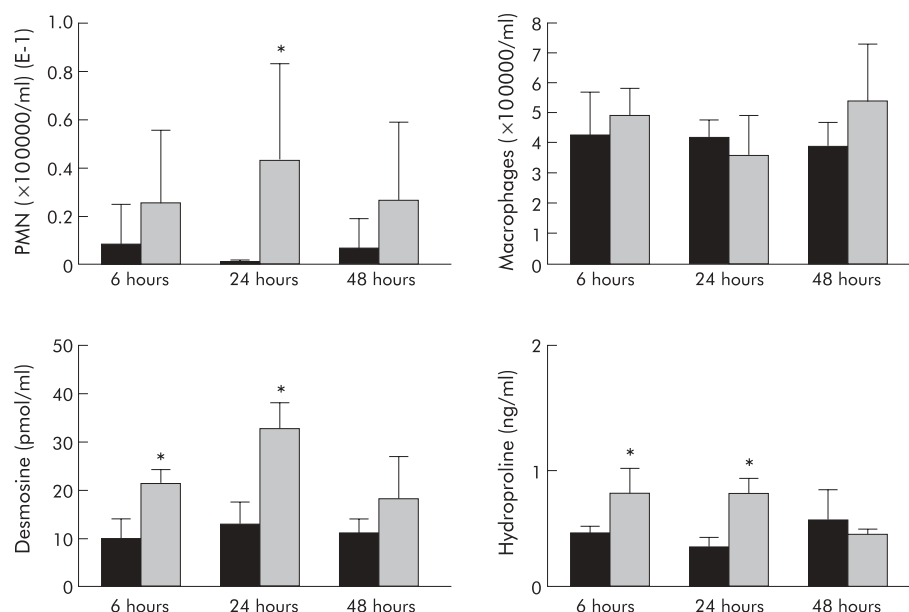 PMN (×100000/ml) (E-1)
1.0
0.8
0.6
0.4
0.2
0
*
6 hours
24 hours
48 hours
Macrophages (×100000/ml)
8
7
6
5
4
3
2
1
0
6 hours
24 hours
48 hours
Desmosine (pmol/ml)
50
40
30
20
10
0
*
*
6 hours
24 hours
48 hours
Hydroproline (ng/ml)
2
1
0
*
*
6 hours
24 hours
48 hours